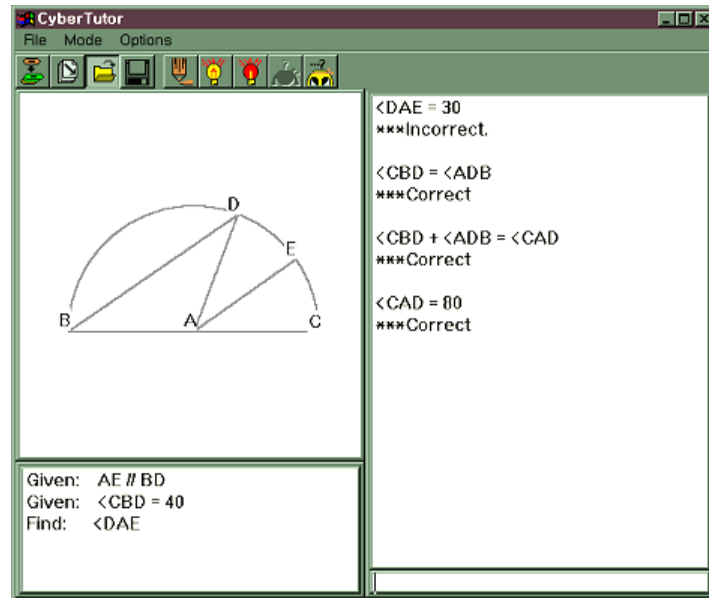 CyberTutor
File Mode Options
D
E
B
A
C
<DAE = 30
***Incorrect.
<CBD = <ADB
***Correct
<CBD + <ADB = <CAD
***Correct
<CAD = 80
***Correct
Given: AE // BD
Given: <CBD = 40
Find: <DAE